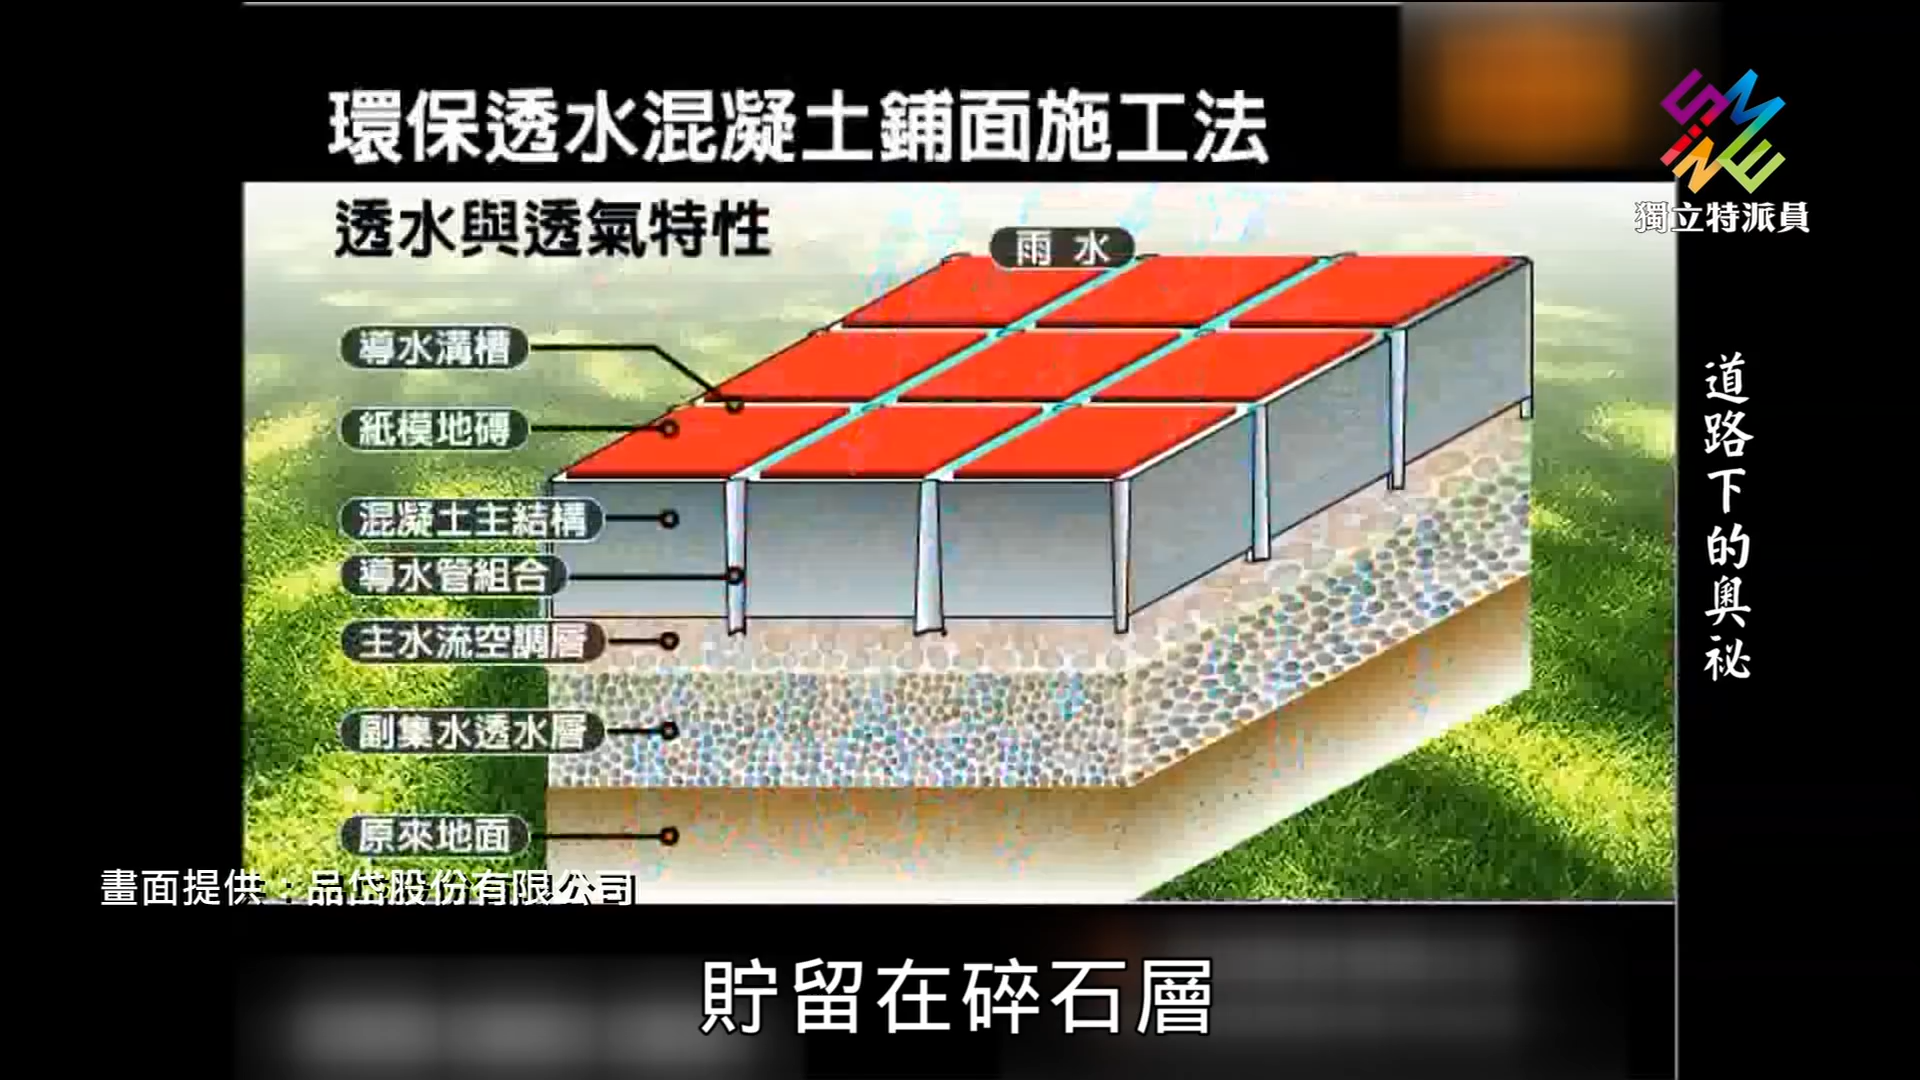 環保透水混凝土鋪面施工法
SMINE
獨立特派員
透水與透氣特性
雨水
導水溝槽
紙模地磚
混凝土主結構
導水管組合
主水流空調層
副集水透水層
原來地面
道路下的奧祕
畫面提供：品岱股份有限公司
貯留在碎石層